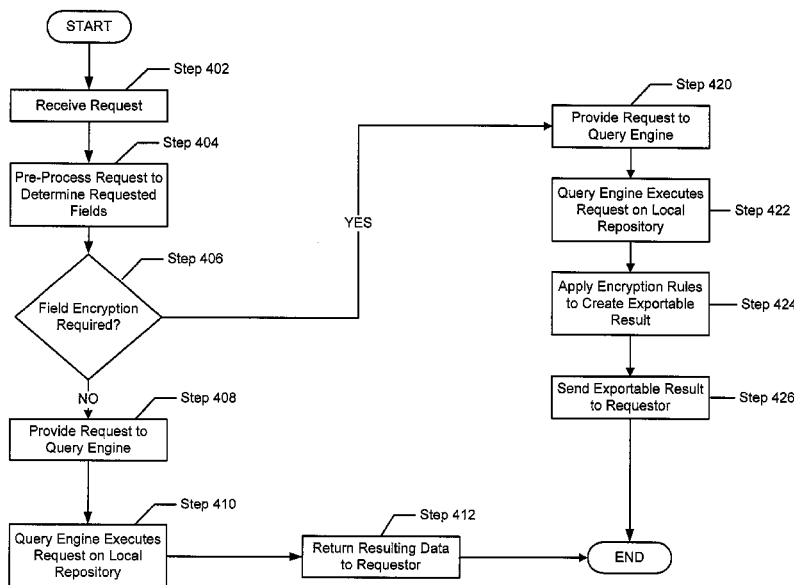 START
Step 402
Receive Request
Step 404
Pre-Process Request to
Determine Requested
Fields
Step 406
Field Encryption
Required?
YES
NO
Step 408
Provide Request to
Query Engine
Step 410
Query Engine Executes
Request on Local
Repository
Step 412
Return Resulting Data
to Requestor
Step 420
Provide Request to
Query Engine
Query Engine Executes
Request on Local
Repository
Step 422
Apply Encryption Rules
to Create Exportable
Result
Step 424
Send Exportable Result
to Requestor
Step 426
END